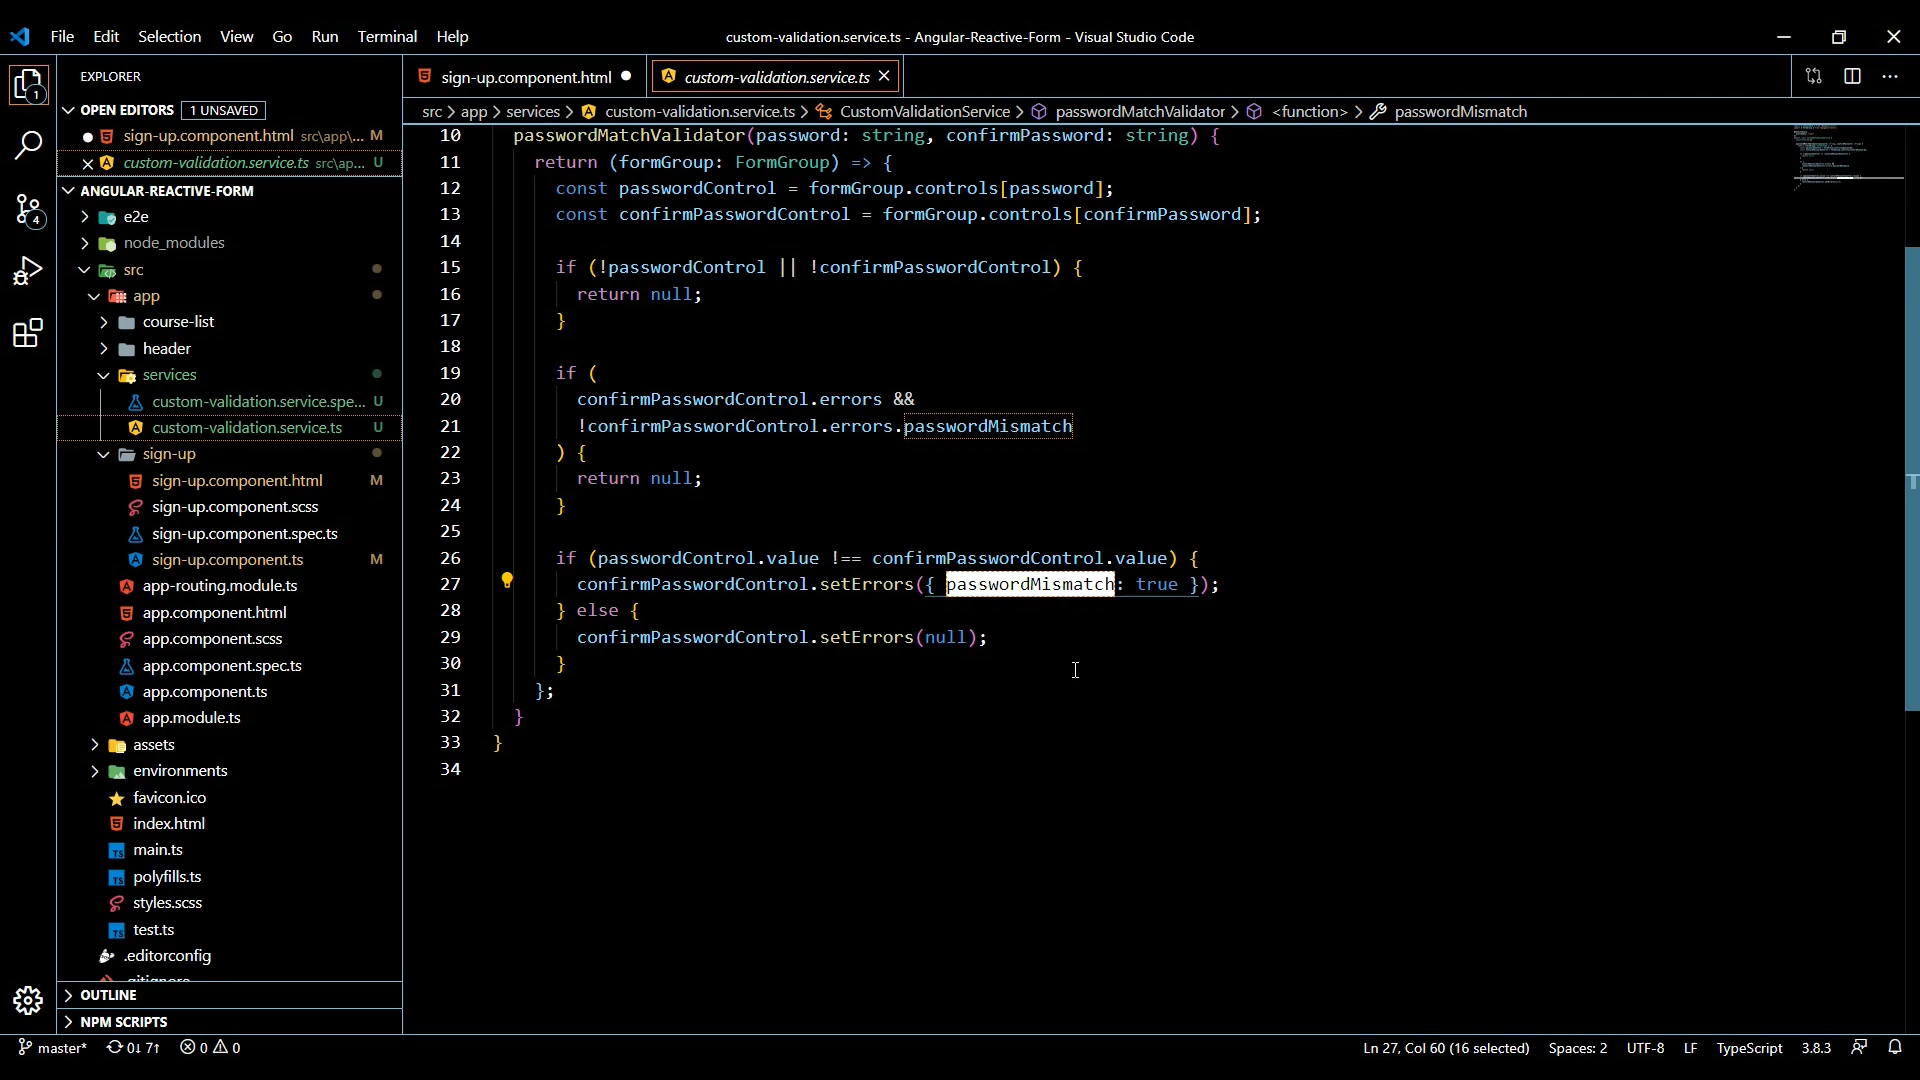 File Edit Selection View Go Run Terminal Help
custom-validation.service.ts - Angular-Reactive-Form - Visual Studio Code
EXPLORER
sign-up.component.html
custom-validation.service.ts
OPEN EDITORS 1 UNSAVED
sign-up.component.html src\app\... M
custom-validation.service.ts src\ap... U
ANGULAR-REACTIVE-FORM
e2e
node_modules
src
app
course-list
header
services
custom-validation.service.spe... U
custom-validation.service.ts U
sign-up
sign-up.component.html M
sign-up.component.scss
sign-up.component.spec.ts
sign-up.component.ts M
app-routing.module.ts
app.component.html
app.component.scss
app.component.spec.ts
app.component.ts
app.module.ts
assets
environments
favicon.ico
index.html
main.ts
polyfills.ts
styles.scss
test.ts
.editorconfig
.gitignore
OUTLINE
NPM SCRIPTS
1
4
src > app > services > custom-validation.service.ts > CustomValidationService > passwordMatchValidator > <function> > passwordMismatch
10 passwordMatchValidator(password: string, confirmPassword: string) {
11 return (formGroup: FormGroup) => {
12 const passwordControl = formGroup.controls[password];
13 const confirmPasswordControl = formGroup.controls[confirmPassword];
14
15 if (!passwordControl || !confirmPasswordControl) {
16 return null;
17 }
18
19 if (
20 confirmPasswordControl.errors &&
21 !confirmPasswordControl.errors.passwordMismatch
22 ) {
23 return null;
24 }
25
26 if (passwordControl.value !== confirmPasswordControl.value) {
27 confirmPasswordControl.setErrors({ passwordMismatch: true });
28 } else {
29 confirmPasswordControl.setErrors(null);
30 }
31 };
32 }
33 }
34
master* 0↓ 7↑ 0 0
Ln 27, Col 60 (16 selected) Spaces: 2 UTF-8 LF TypeScript 3.8.3